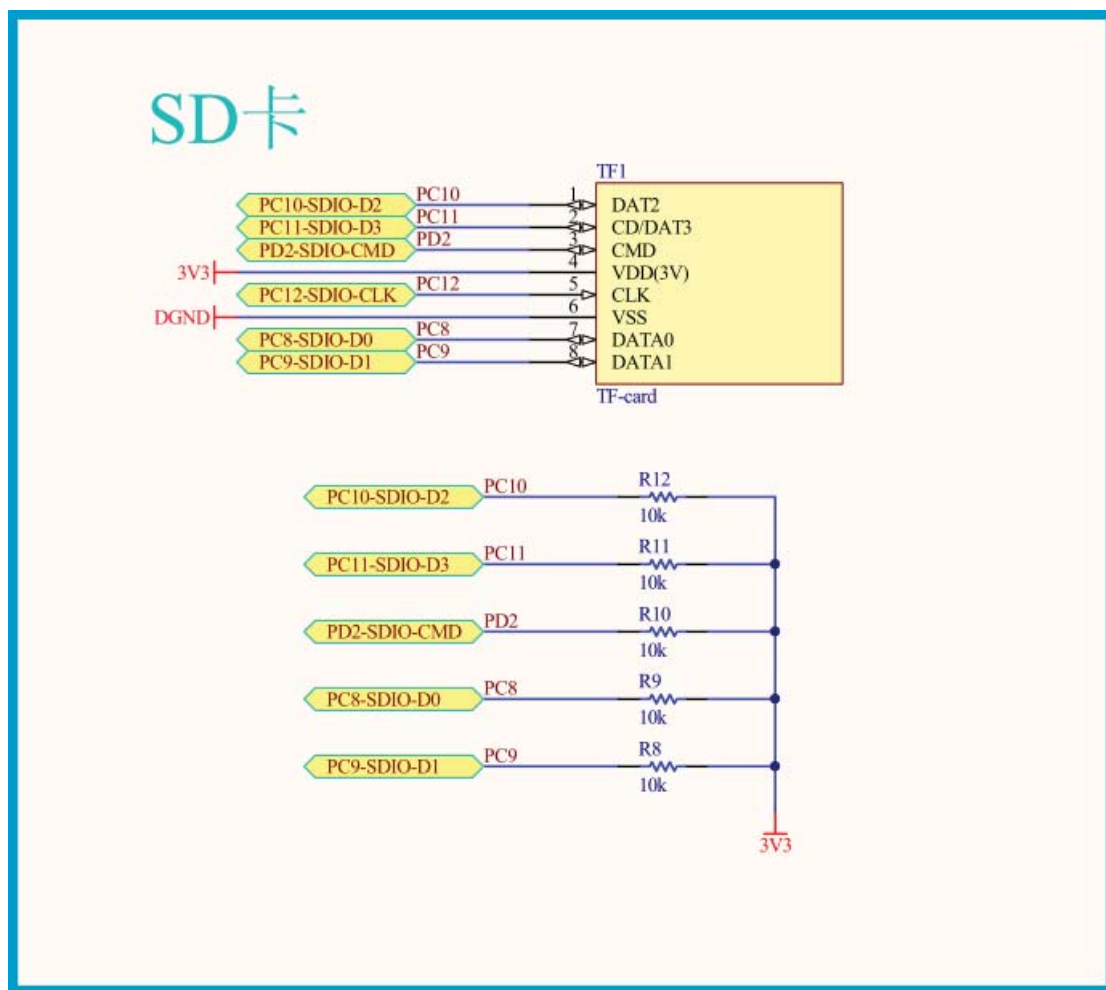 SD卡
TF1
PC10-SDIO-D2 PC10 1 DAT2
PC11-SDIO-D3 PC11 2 CD/DAT3
PD2-SDIO-CMD PD2 3 CMD
3V3 4 VDD(3V)
PC12-SDIO-CLK PC12 5 CLK
DGND 6 VSS
PC8-SDIO-D0 PC8 7 DATA0
PC9-SDIO-D1 PC9 8 DATA1
TF-card
PC10-SDIO-D2 PC10 R12
10k
PC11-SDIO-D3 PC11 R11
10k
PD2-SDIO-CMD PD2 R10
10k
PC8-SDIO-D0 PC8 R9
10k
PC9-SDIO-D1 PC9 R8
10k
3V3